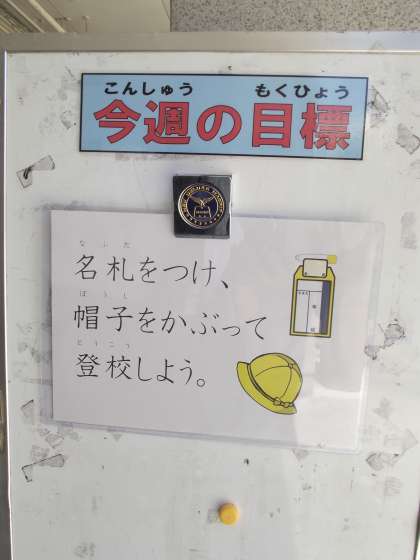 こんしゅう もくひょう
今週の目標
なふだ
名札をつけ、
ぼうし
帽子をかぶって
とうこう
登校しよう。